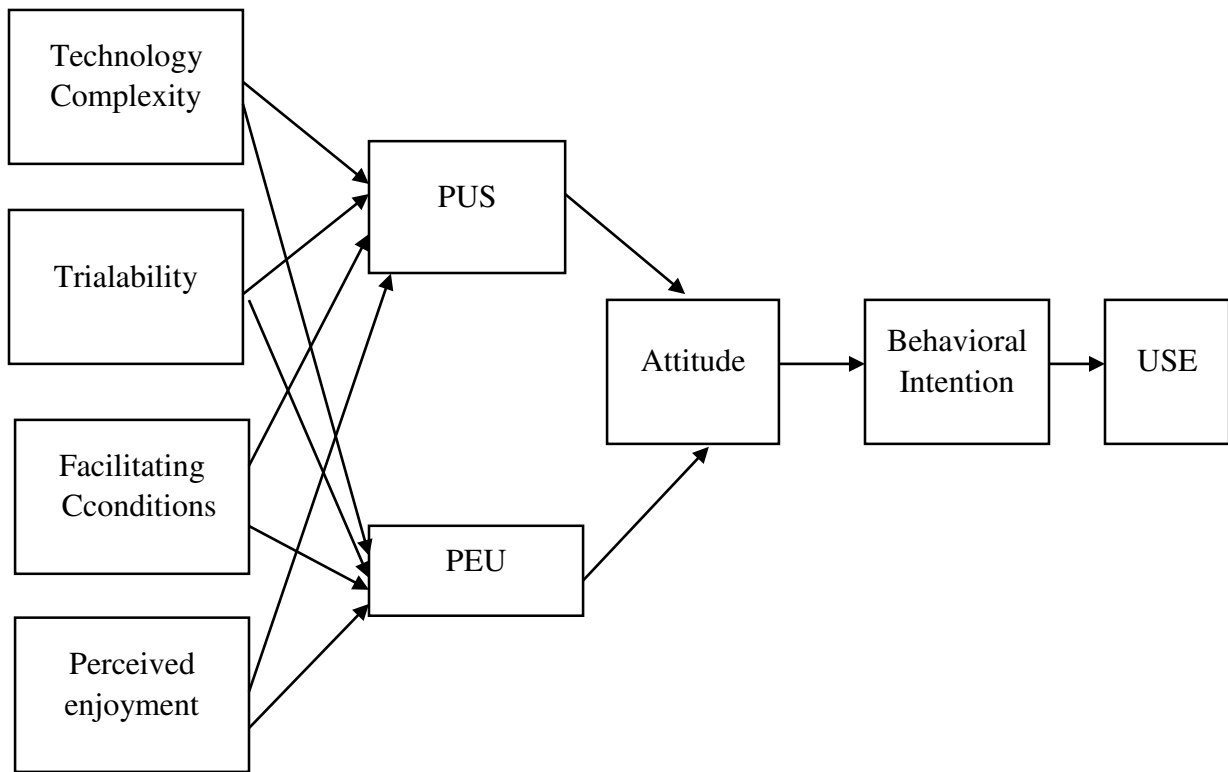 Technology
Complexity
Trialability
Facilitating
Cconditions
Perceived
enjoyment
PUS
PEU
Attitude
Behavioral
Intention
USE